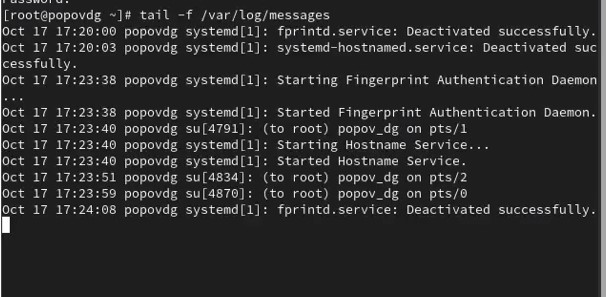 Password:
[root@popovdg ~]# tail -f /var/log/messages
Oct 17 17:20:00 popovdg systemd[1]: fprintd.service: Deactivated successfully.
Oct 17 17:20:03 popovdg systemd[1]: systemd-hostnamed.service: Deactivated suc
cessfully.
Oct 17 17:23:38 popovdg systemd[1]: Starting Fingerprint Authentication Daemon
...
Oct 17 17:23:38 popovdg systemd[1]: Started Fingerprint Authentication Daemon.
Oct 17 17:23:40 popovdg su[4791]: (to root) popov_dg on pts/1
Oct 17 17:23:40 popovdg systemd[1]: Starting Hostname Service...
Oct 17 17:23:40 popovdg systemd[1]: Started Hostname Service.
Oct 17 17:23:51 popovdg su[4834]: (to root) popov_dg on pts/2
Oct 17 17:23:59 popovdg su[4870]: (to root) popov_dg on pts/0
Oct 17 17:24:08 popovdg systemd[1]: fprintd.service: Deactivated successfully.